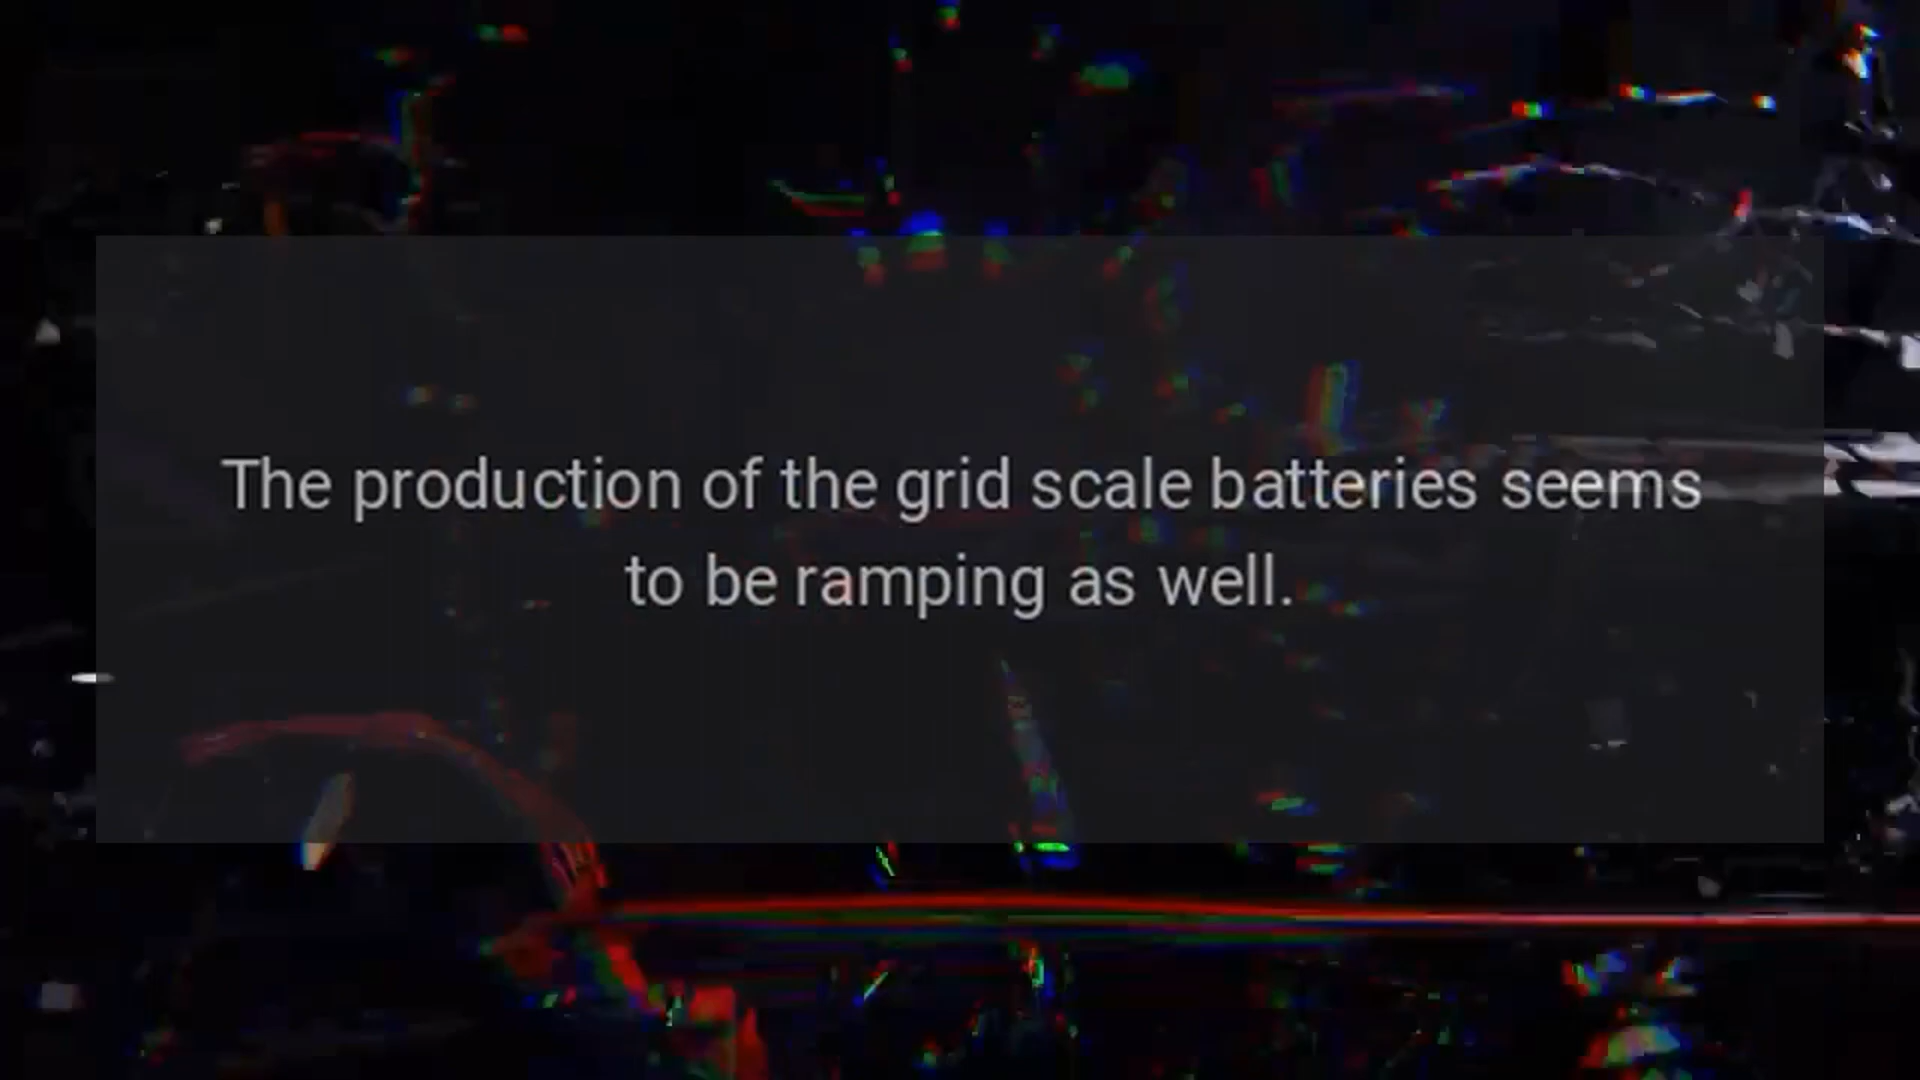 The production of the grid scale batteries seems
to be ramping as well.